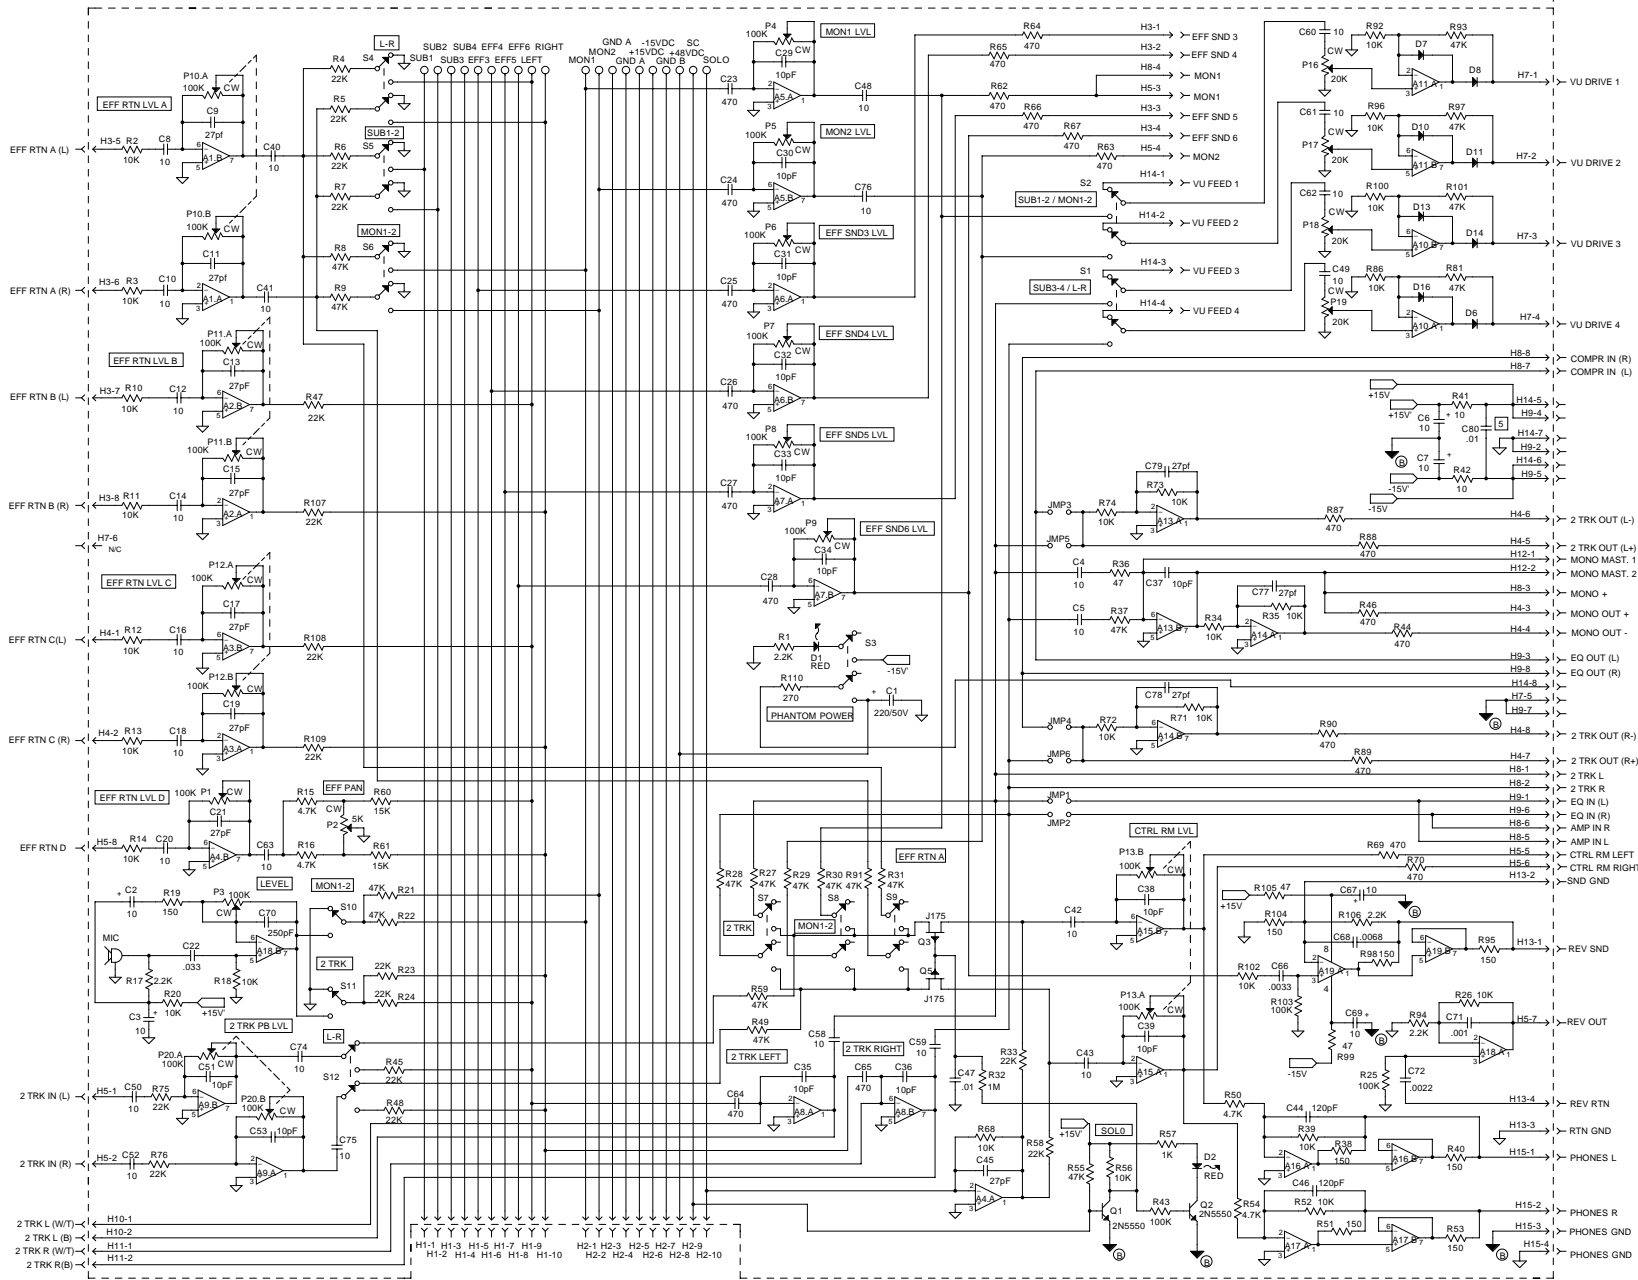 L-R
SUB2 SUB4 EFF4 EFF6 RIGHT
SUB1 SUB3 EFF3 EFF5 LEFT
GND A -15VDC SC
MON2 +15VDC +48VDC
MON1 GND A GND B SOLO
P10.A
100K CW
EFF RTN LVL A
C9
27pf
EFF RTN A (L)
H3-5 R2 10K
C8 10
A1.B
C40 10
R4 22K
S4
R5 22K
SUB1-2
R6 22K
S5
R7 22K
P10.B
100K CW
C11
27pf
EFF RTN A (R)
H3-6 R3 10K
C10 10
A1.A
C41 10
MON1-2
R8 47K
S6
R9 47K
P11.A
100K CW
EFF RTN LVL B
C13
27pF
EFF RTN B (L)
H3-7 R10 10K
C12 10
A2.B
R47 22K
P11.B
100K CW
C15
27pF
EFF RTN B (R)
H3-8 R11 10K
C14 10
A2.A
R107 22K
H7-6
N/C
P12.A
100K CW
EFF RTN LVL C
C17
27pF
EFF RTN C(L)
H4-1 R12 10K
C16 10
A3.B
R108 22K
P12.B
100K CW
C19
27pF
EFF RTN C (R)
H4-2 R13 10K
C18 10
A3.A
R109 22K
EFF RTN LVL D
P1
100K CW
C21
27pF
EFF RTN D
H5-8 R14 10K
C20 10
A4.B
C63 10
R15 4.7K
R16 4.7K
EFF PAN
CW
P2 5K
R60 15K
R61 15K
LEVEL
C2 10
R19 150
P3 100K
CW
C70
250pF
A18.B
MIC
C22 .033
R17 2.2K
R18 10K
R20 10K
+15V'
C3 10
MON1-2
S10
47K R21
47K R22
2 TRK
S11
22K R23
22K R24
2 TRK PB LVL
P20.A
100K CW
C51
10pF
C74 10
L-R
S12
R45 22K
R48 22K
2 TRK IN (L)
H5-1 C50 10
R75 22K
A9.B
P20.B
100K CW
C53 10pF
C75 10
2 TRK IN (R)
H5-2 C52 10
R76 22K
A9.A
2 TRK L (W/T) H10-1
2 TRK L (B) H10-2
2 TRK R (W/T) H11-1
2 TRK R(B) H11-2
H1-1 H1-3 H1-5 H1-7 H1-9
H1-2 H1-4 H1-6 H1-8 H1-10
H2-1 H2-3 H2-5 H2-7 H2-9
H2-2 H2-4 H2-6 H2-8 H2-10
P4
100K CW
MON1 LVL
C29
10pF
C23 470
A5.A
C48 10
P5
100K CW
MON2 LVL
C30
10pF
C24 470
A5.B
C76 10
P6
100K CW
EFF SND3 LVL
C31
10pF
C25 470
A6.A
P7
100K CW
EFF SND4 LVL
C32
10pF
C26 470
A6.B
P8
100K CW
EFF SND5 LVL
C33
10pF
C27 470
A7.A
P9
100K CW
EFF SND6 LVL
C34
10pF
C28 470
A7.B
R1 2.2K
D1 RED
S3
-15V'
R110 270
C1 220/50V
PHANTOM POWER
R64 470
H3-1 EFF SND 3
R65 470
H3-2 EFF SND 4
H8-4 MON1
R62 470
H5-3 MON1
R66 470
H3-3 EFF SND 5
R67 470
H3-4 EFF SND 6
R63 470
H5-4 MON2
S2
H14-1 VU FEED 1
SUB1-2 / MON1-2
H14-2 VU FEED 2
S1
H14-3 VU FEED 3
SUB3-4 / L-R
H14-4 VU FEED 4
C60 10
R92 10K
R93 47K
D7
D8
CW
P16 20K
A11.A
H7-1 VU DRIVE 1
C61 10
R96 10K
R97 47K
D10
D11
CW
P17 20K
A11.B
H7-2 VU DRIVE 2
C62 10
R100 10K
R101 47K
D13
D14
CW
P18 20K
A10.B
H7-3 VU DRIVE 3
C49 10
R86 10K
R81 47K
D16
D6
CW
P19 20K
A10.A
H7-4 VU DRIVE 4
H8-8 COMPR IN (R)
H8-7 COMPR IN (L)
+15V
+15V'
R41 10
C6 10
C80 .01
5
C7 10
R42 10
-15V'
-15V
B
H14-5
H9-4
H14-7
H9-2
H14-6
H9-5
C79 27pf
R73 10K
JMP3
R74 10K
A13.A
R87 470
H4-6 2 TRK OUT (L-)
JMP5
R88 470
H4-5 2 TRK OUT (L+)
H12-1 MONO MAST. 1
H12-2 MONO MAST. 2
C4 10
R36 47
C37 10pF
C5 10
R37 47K
A13.B
R34 10K
C77 27pf
R35 10K
A14.A
H8-3 MONO +
R46 470
H4-3 MONO OUT +
R44 470
H4-4 MONO OUT -
H9-3 EQ OUT (L)
H9-8 EQ OUT (R)
H14-8
H7-5
H9-7
B
C78 27pf
R71 10K
JMP4
R72 10K
A14.B
R90 470
H4-8 2 TRK OUT (R-)
JMP6
R89 470
H4-7 2 TRK OUT (R+)
H8-1 2 TRK L
H8-2 2 TRK R
JMP1
H9-1 EQ IN (L)
JMP2
H9-6 EQ IN (R)
H8-6 AMP IN R
H8-5 AMP IN L
R69 470
H5-5 CTRL RM LEFT
R70 470
H5-6 CTRL RM RIGHT
H13-2 SND GND
CTRL RM LVL
P13.B
100K CW
C38
10pF
C42 10
A15.B
EFF RTN A
R28 47K
R27 47K
R29 47K
R30 47K
R91 47K
R31 47K
S7
S8
S9
2 TRK
MON1-2
J175
Q3
Q5
J175
R59 47K
R49 47K
C58 10
C59 10
2 TRK LEFT
2 TRK RIGHT
C35
10pF
C64 470
A8.A
C65 470
C36
10pF
A8.B
C47 .01
R32 1M
R33 22K
P13.A
100K CW
C39
10pF
C43 10
A15.A
R68 10K
C45
27pF
A4.A
R58 22K
+15V'
SOL0
R55 47K
R56 10K
R57 1K
D2 RED
R43 100K
Q1 2N5550
Q2 2N5550
B
B
R105 47
+15V
C67 10
B
R104 150
R106 2.2K
C68 .0068
R98 150
A19.A
A19.B
R95 150
H13-1 REV SND
R102 10K
C66 .0033
R103 100K
C69 10
B
R99 47
-15V
R26 10K
R94 2.2K
C71 .001
A18.A
H5-7 REV OUT
R25 100K
C72 .0022
H13-4 REV RTN
H13-3 RTN GND
R50 4.7K
C44 120pF
R39 10K
R38 150
A16.A
A16.B
R40 150
H15-1 PHONES L
R54 4.7K
C46 120pF
R52 10K
R51 150
A17.A
A17.B
R53 150
H15-2 PHONES R
H15-3 PHONES GND
B
H15-4 PHONES GND